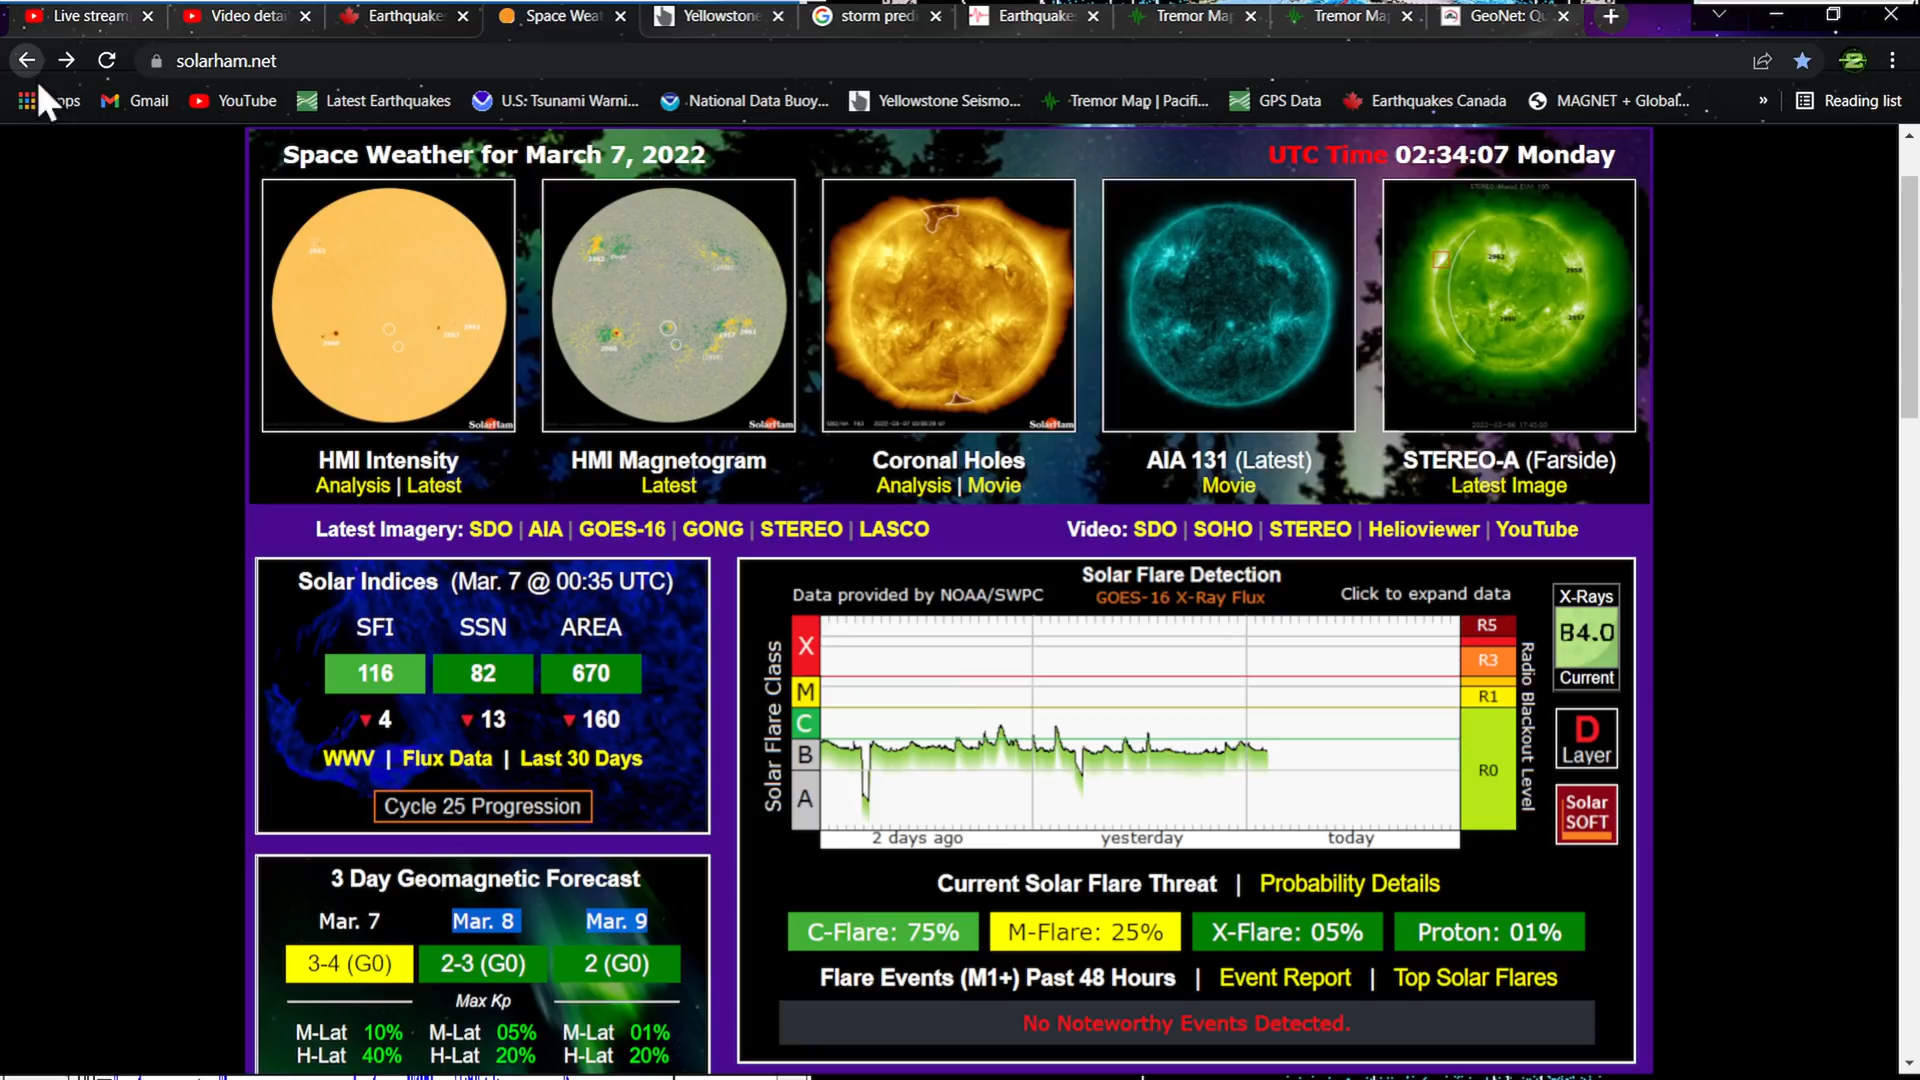 Live stream
Video detai
Earthquake
Space Weat
Yellowstone
storm pred
Earthquake
Tremor Map
Tremor Map
GeoNet: Qu
solarham.net
Gmail
YouTube
Latest Earthquakes
U.S: Tsunami Warni...
National Data Buoy...
Yellowstone Seismo...
Tremor Map | Pacifi...
GPS Data
Earthquakes Canada
MAGNET + Global...
»
Reading list
Space Weather for March 7, 2022
UTC Time 02:34:07 Monday
SolarHam
SolarHam
SolarHam
HMI Intensity
Analysis | Latest
HMI Magnetogram
Latest
Coronal Holes
Analysis | Movie
AIA 131 (Latest)
Movie
STEREO-A (Farside)
Latest Image
Latest Imagery: SDO | AIA | GOES-16 | GONG | STEREO | LASCO
Video: SDO | SOHO | STEREO | Helioviewer | YouTube
Solar Indices (Mar. 7 @ 00:35 UTC)
SFI SSN AREA
116 82 670
▼ 4 ▼ 13 ▼ 160
WWV | Flux Data | Last 30 Days
Cycle 25 Progression
3 Day Geomagnetic Forecast
Mar. 7 Mar. 8 Mar. 9
3-4 (G0) 2-3 (G0) 2 (G0)
Max Kp
M-Lat 10% M-Lat 05% M-Lat 01%
H-Lat 40% H-Lat 20% H-Lat 20%
Solar Flare Detection
Data provided by NOAA/SWPC
GOES-16 X-Ray Flux
Click to expand data
Solar Flare Class
X
M
C
B
A
R5
R3
R1
R0
Radio Blackout Level
2 days ago yesterday today
X-Rays
B4.0
Current
D
Layer
Solar
SOFT
Current Solar Flare Threat | Probability Details
C-Flare: 75% M-Flare: 25% X-Flare: 05% Proton: 01%
Flare Events (M1+) Past 48 Hours | Event Report | Top Solar Flares
No Noteworthy Events Detected.